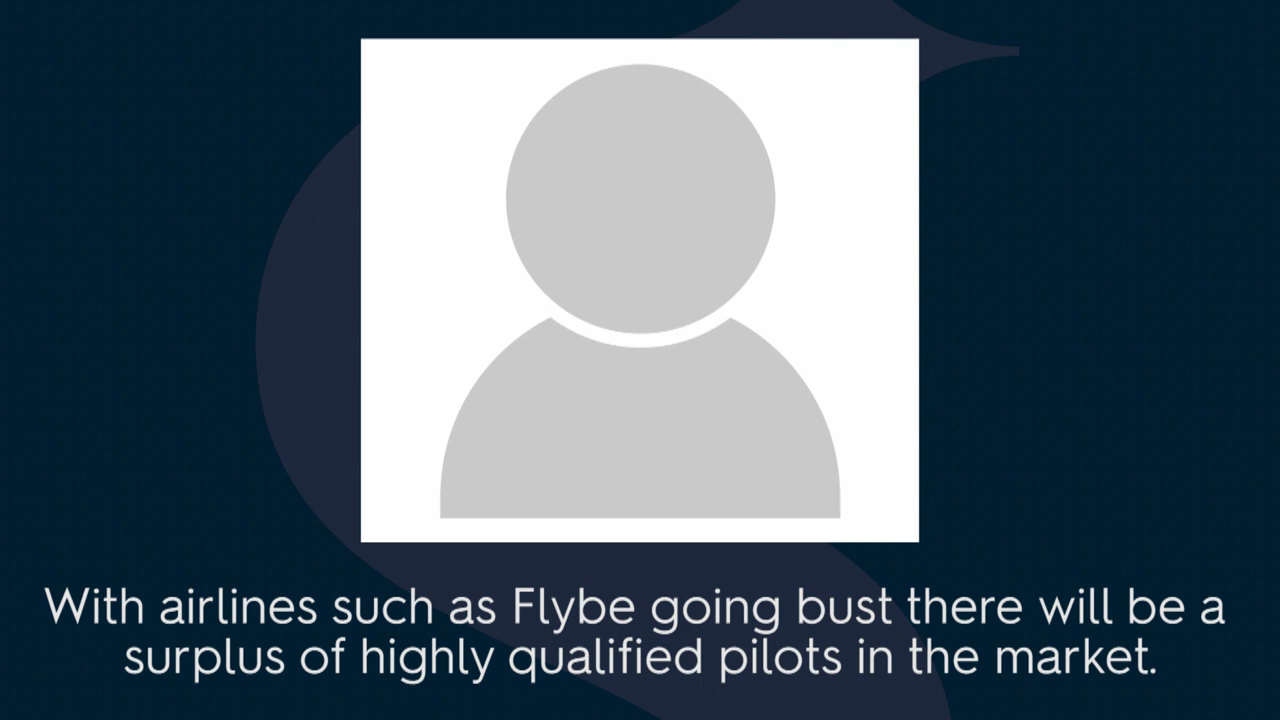 With airlines such as Flybe going bust there will be a
surplus of highly qualified pilots in the market.